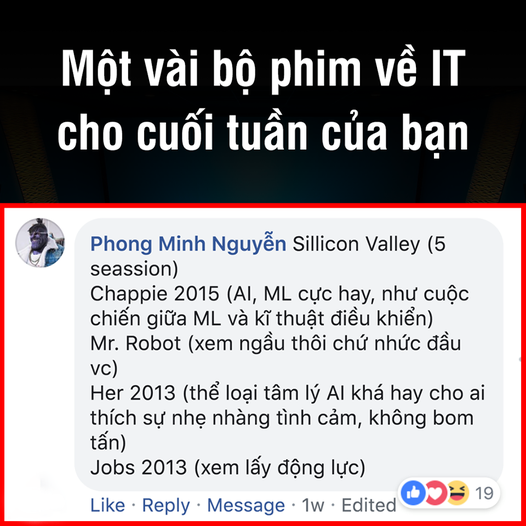 Một vài bộ phim về IT
cho cuối tuần của bạn
Phong Minh Nguyễn Sillicon Valley (5
seassion)
Chappie 2015 (AI, ML cực hay, như cuộc
chiến giữa ML và kĩ thuật điều khiển)
Mr. Robot (xem ngầu thôi chứ nhức đầu
vc)
Her 2013 (thể loại tâm lý AI khá hay cho ai
thích sự nhẹ nhàng tình cảm, không bom
tấn)
Jobs 2013 (xem lấy động lực)
19
Like · Reply · Message · 1w · Edited